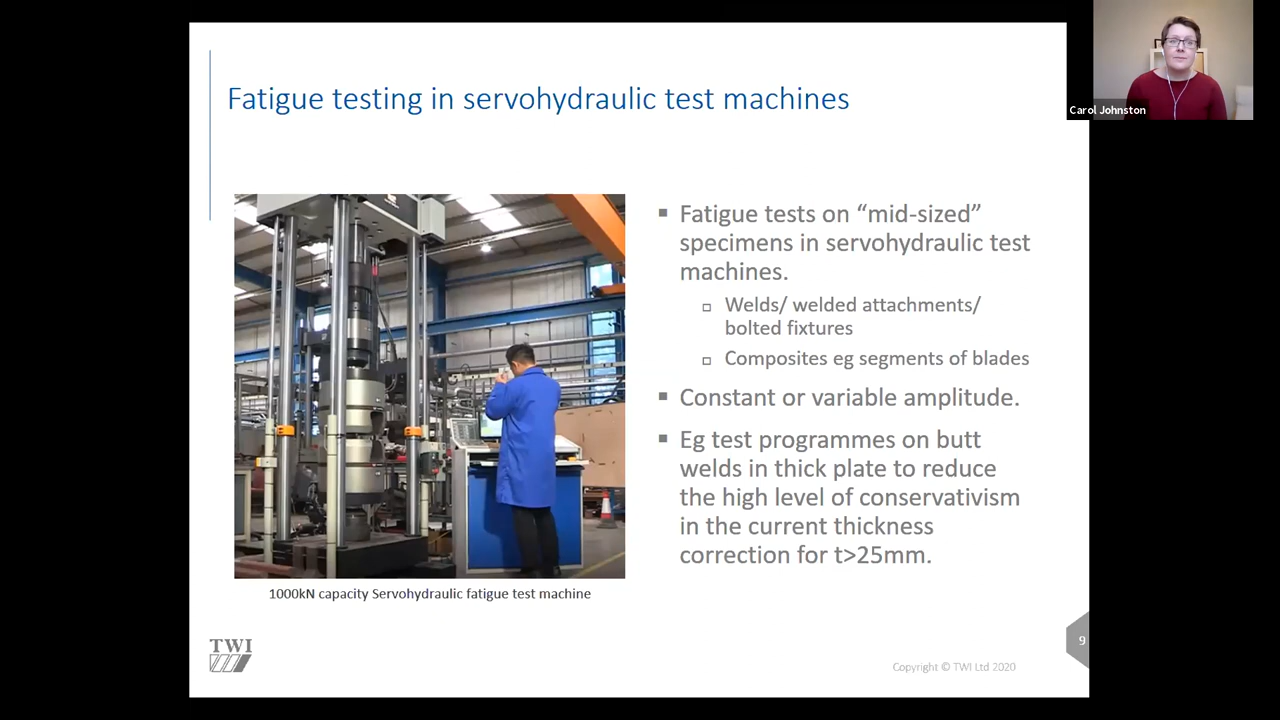 Fatigue testing in servohydraulic test machines
Carol Johnston
▪ Fatigue tests on “mid-sized”
specimens in servohydraulic test
machines.
▫ Welds/ welded attachments/
bolted fixtures
▫ Composites eg segments of blades
▪ Constant or variable amplitude.
▪ Eg test programmes on butt
welds in thick plate to reduce
the high level of conservativism
in the current thickness
correction for t>25mm.
1000kN capacity Servohydraulic fatigue test machine
TWI
9
Copyright © TWI Ltd 2020